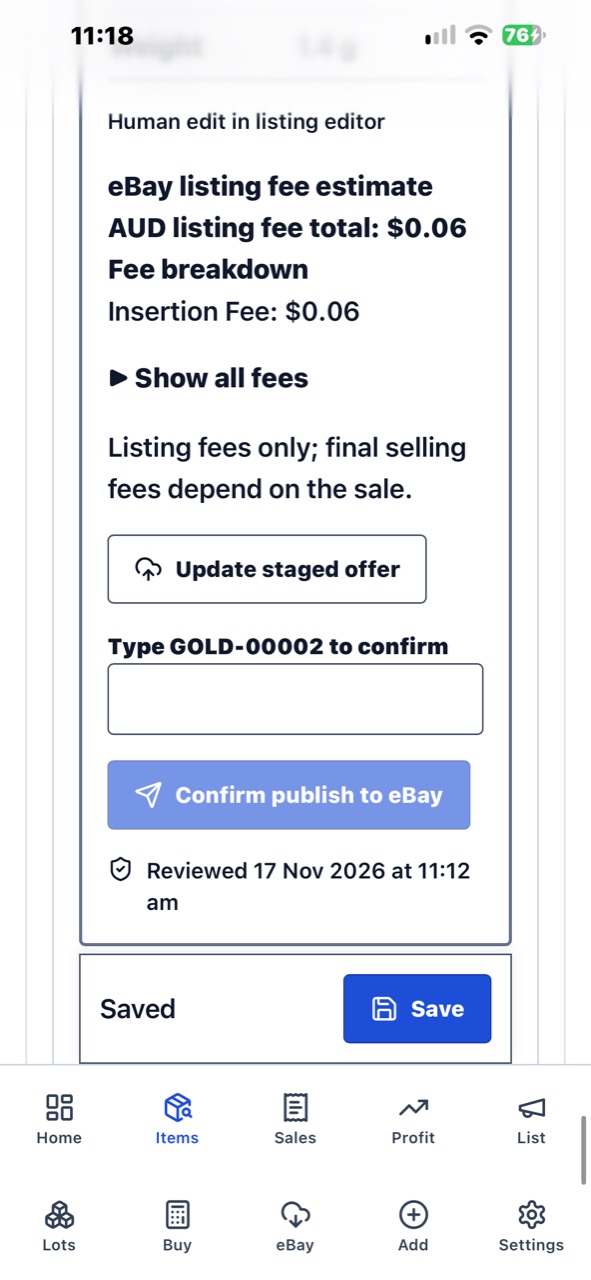 11:18
76
Weight 1.4 g
Human edit in listing editor
eBay listing fee estimate
AUD listing fee total: $0.06
Fee breakdown
Insertion Fee: $0.06
Show all fees
Listing fees only; final selling
fees depend on the sale.
Update staged offer
Type GOLD-00002 to confirm
Confirm publish to eBay
Reviewed 17 Nov 2026 at 11:12
am
Saved
Save
Home Items Sales Profit List
Lots Buy eBay Add Settings